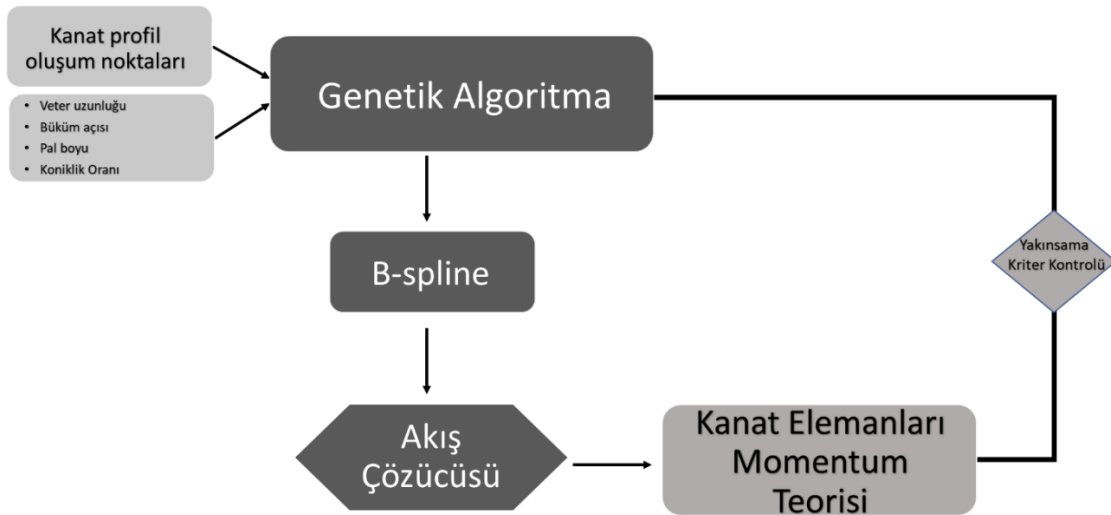 Kanat profil
oluşum noktaları
• Veter uzunluğu
• Büküm açısı
• Pal boyu
• Koniklik Oranı
Genetik Algoritma
B-spline
Akış
Çözücüsü
Kanat Elemanları
Momentum
Teorisi
Yakınsama
Kriter Kontrolü